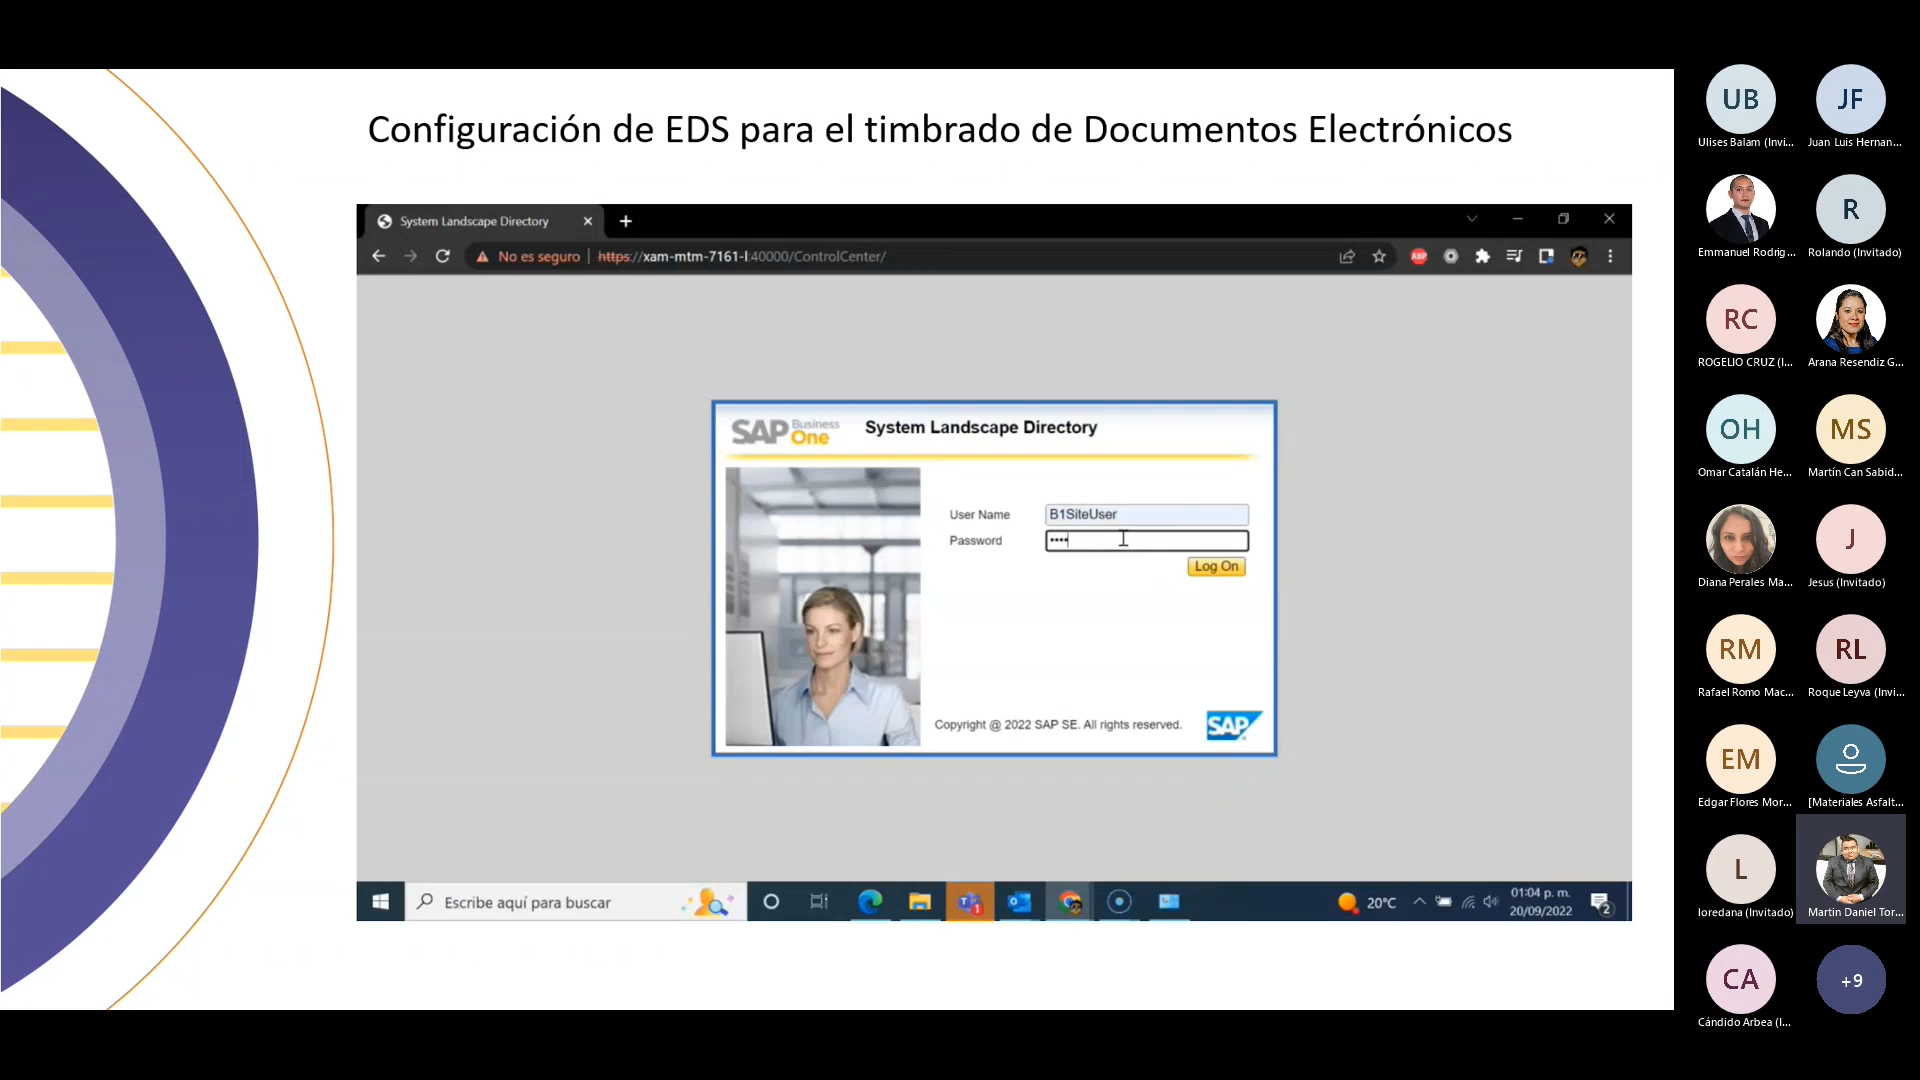 Configuración de EDS para el timbrado de Documentos Electrónicos
System Landscape Directory
No es seguro | https://xam-mtm-7161-l:40000/ControlCenter/
ABP
SAP Business One
System Landscape Directory
User Name
B1SiteUser
Password
••••
Log On
Copyright @ 2022 SAP SE. All rights reserved.
SAP
Escribe aquí para buscar
1
20°C
01:04 p. m.
20/09/2022
2
UB
Ulises Balam (Invi...
JF
Juan Luis Hernan...
Emmanuel Rodrig...
R
Rolando (Invitado)
RC
ROGELIO CRUZ (I...
Arana Resendiz G...
OH
Omar Catalán He...
MS
Martín Can Sabid...
Diana Perales Ma...
J
Jesus (Invitado)
RM
Rafael Romo Mac...
RL
Roque Leyva (Invi...
EM
Edgar Flores Mor...
[Materiales Asfalt...
L
loredana (Invitado)
Martin Daniel Tor...
CA
Cándido Arbea (I...
+9